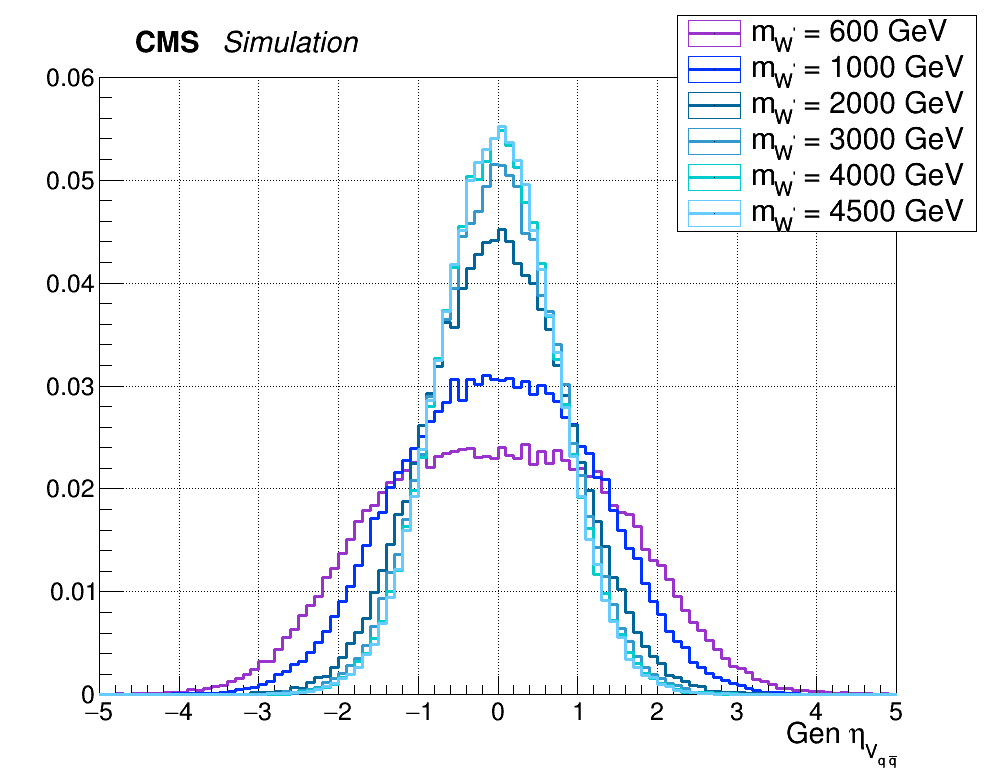 CMS Simulation
m_W' = 600 GeV
m_W' = 1000 GeV
m_W' = 2000 GeV
m_W' = 3000 GeV
m_W' = 4000 GeV
m_W' = 4500 GeV
0.06
0.05
0.04
0.03
0.02
0.01
0
−5 −4 −3 −2 −1 0 1 2 3 4 5
Gen η_V_qq̅